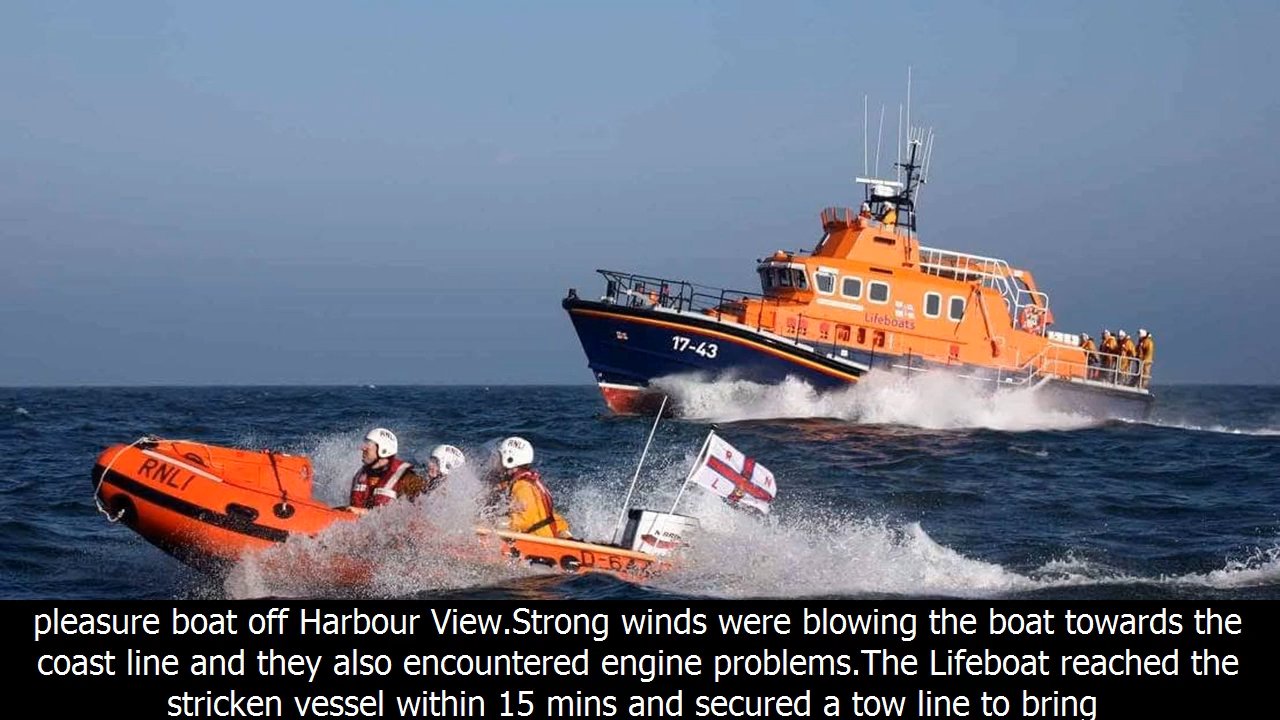 Lifeboats
17-43
RNLI
RNLI
RNLI
R N
L
pleasure boat off Harbour View.Strong winds were blowing the boat towards the
coast line and they also encountered engine problems.The Lifeboat reached the
stricken vessel within 15 mins and secured a tow line to bring